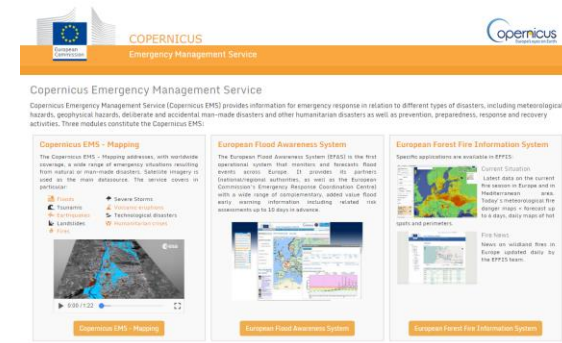 European
Commission
COPERNICUS
Emergency Management Service
opernicus
Europe's eyes on Earth
Copernicus Emergency Management Service
Copernicus Emergency Management Service (Copernicus EMS) provides information for emergency response in relation to different types of disasters, including meteorological
hazards, geophysical hazards, deliberate and accidental man-made disasters and other humanitarian disasters as well as prevention, preparedness, response and recovery
activities. Three modules constitute the Copernicus EMS:
Copernicus EMS - Mapping
The Copernicus EMS - Mapping addresses, with worldwide
coverage, a wide range of emergency situations resulting
from natural or man-made disasters. Satellite imagery is
used as the main datasource. The service covers in
particular:
Floods
Tsunamis
Earthquakes
Landslides
Fires
Severe Storms
Volcanic eruptions
Technological disasters
Humanitarian crises
esa
0:00 / 1:22
Copernicus EMS - Mapping
European Flood Awareness System
The European Flood Awareness System (EFAS) is the first
operational system that monitors and forecasts flood
events across Europe. It provides its partners
(national/regional authorities, as well as the European
Commission's Emergency Response Coordination Centre)
with a wide range of complementary, added value flood
early warning information including related risk
assessments up to 10 days in advance.
European Flood Awareness System
European Forest Fire Information System
Specific applications are available in EFFIS:
Current Situation
Latest data on the current
fire season in Europe and in
Mediterranean area.
Today's meteorological fire
danger maps + forecast up
to 6 days, daily maps of hot
spots and perimeters.
Fire News
News on wildland fires in
Europe updated daily by
the EFFIS team.
European Forest Fire Information System